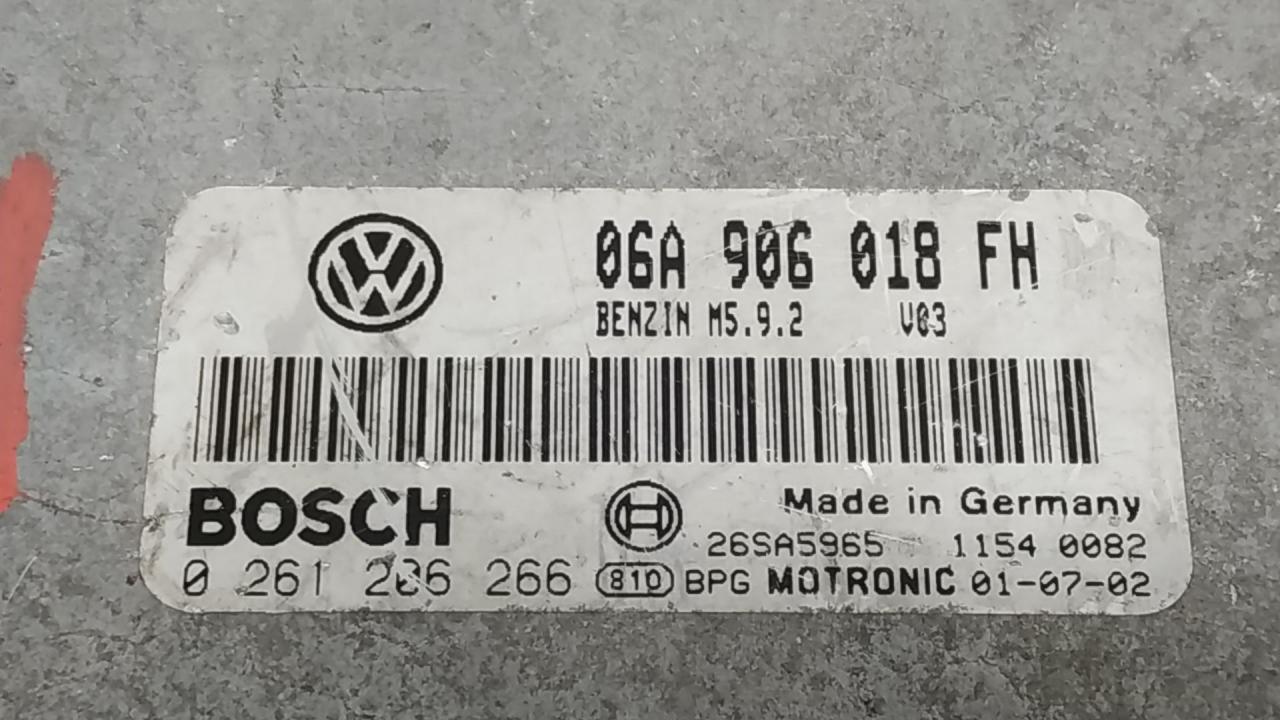 06A 906 018 FH
BENZIN M5.9.2 V03
BOSCH
Made in Germany
26SA5965 1154 0082
0 261 206 266 810 BPG MOTRONIC 01-07-02